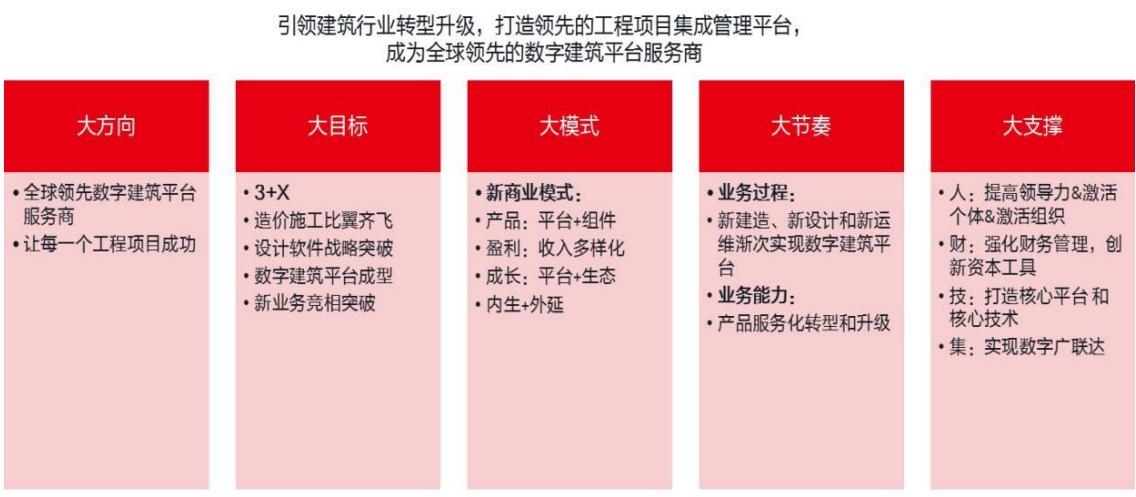 引领建筑行业转型升级，打造领先的工程项目集成管理平台，
成为全球领先的数字建筑平台服务商
大方向
• 全球领先数字建筑平台
服务商
• 让每一个工程项目成功
大目标
• 3+X
• 造价施工比翼齐飞
• 设计软件战略突破
• 数字建筑平台成型
• 新业务竞相突破
大模式
• 新商业模式：
• 产品：平台+组件
• 盈利：收入多样化
• 成长：平台+生态
• 内生+外延
大节奏
• 业务过程：
• 新建造、新设计和新运
维渐次实现数字建筑平
台
• 业务能力：
• 产品服务化转型和升级
大支撑
• 人：提高领导力&激活
个体&激活组织
• 财：强化财务管理，创
新资本工具
• 技：打造核心平台 和
核心技术
• 集：实现数字广联达